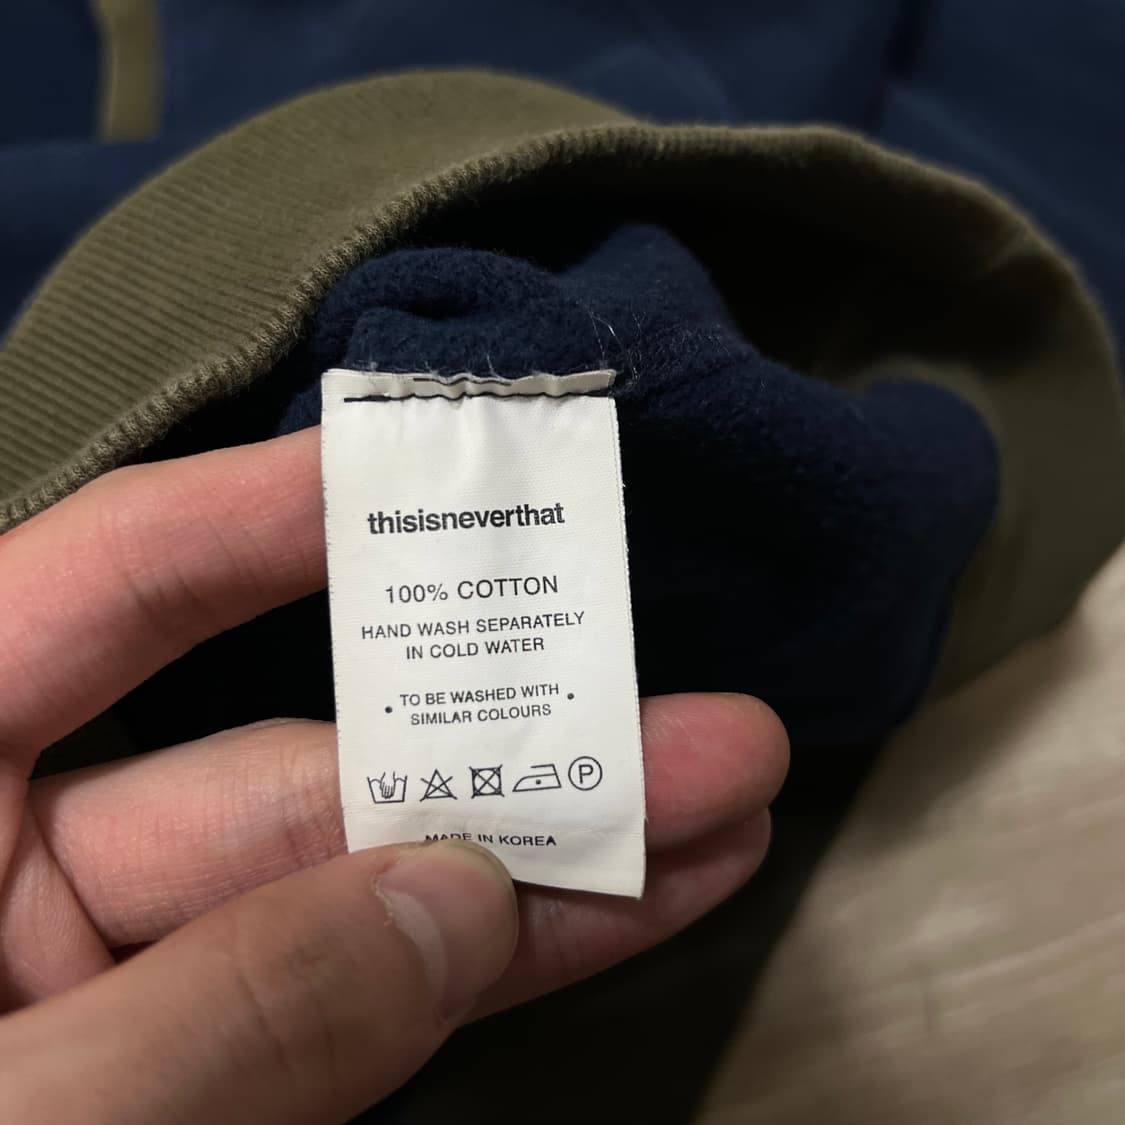 thisisneverthat
100% COTTON
HAND WASH SEPARATELY
IN COLD WATER
• TO BE WASHED WITH •
SIMILAR COLOURS
P
MADE IN KOREA